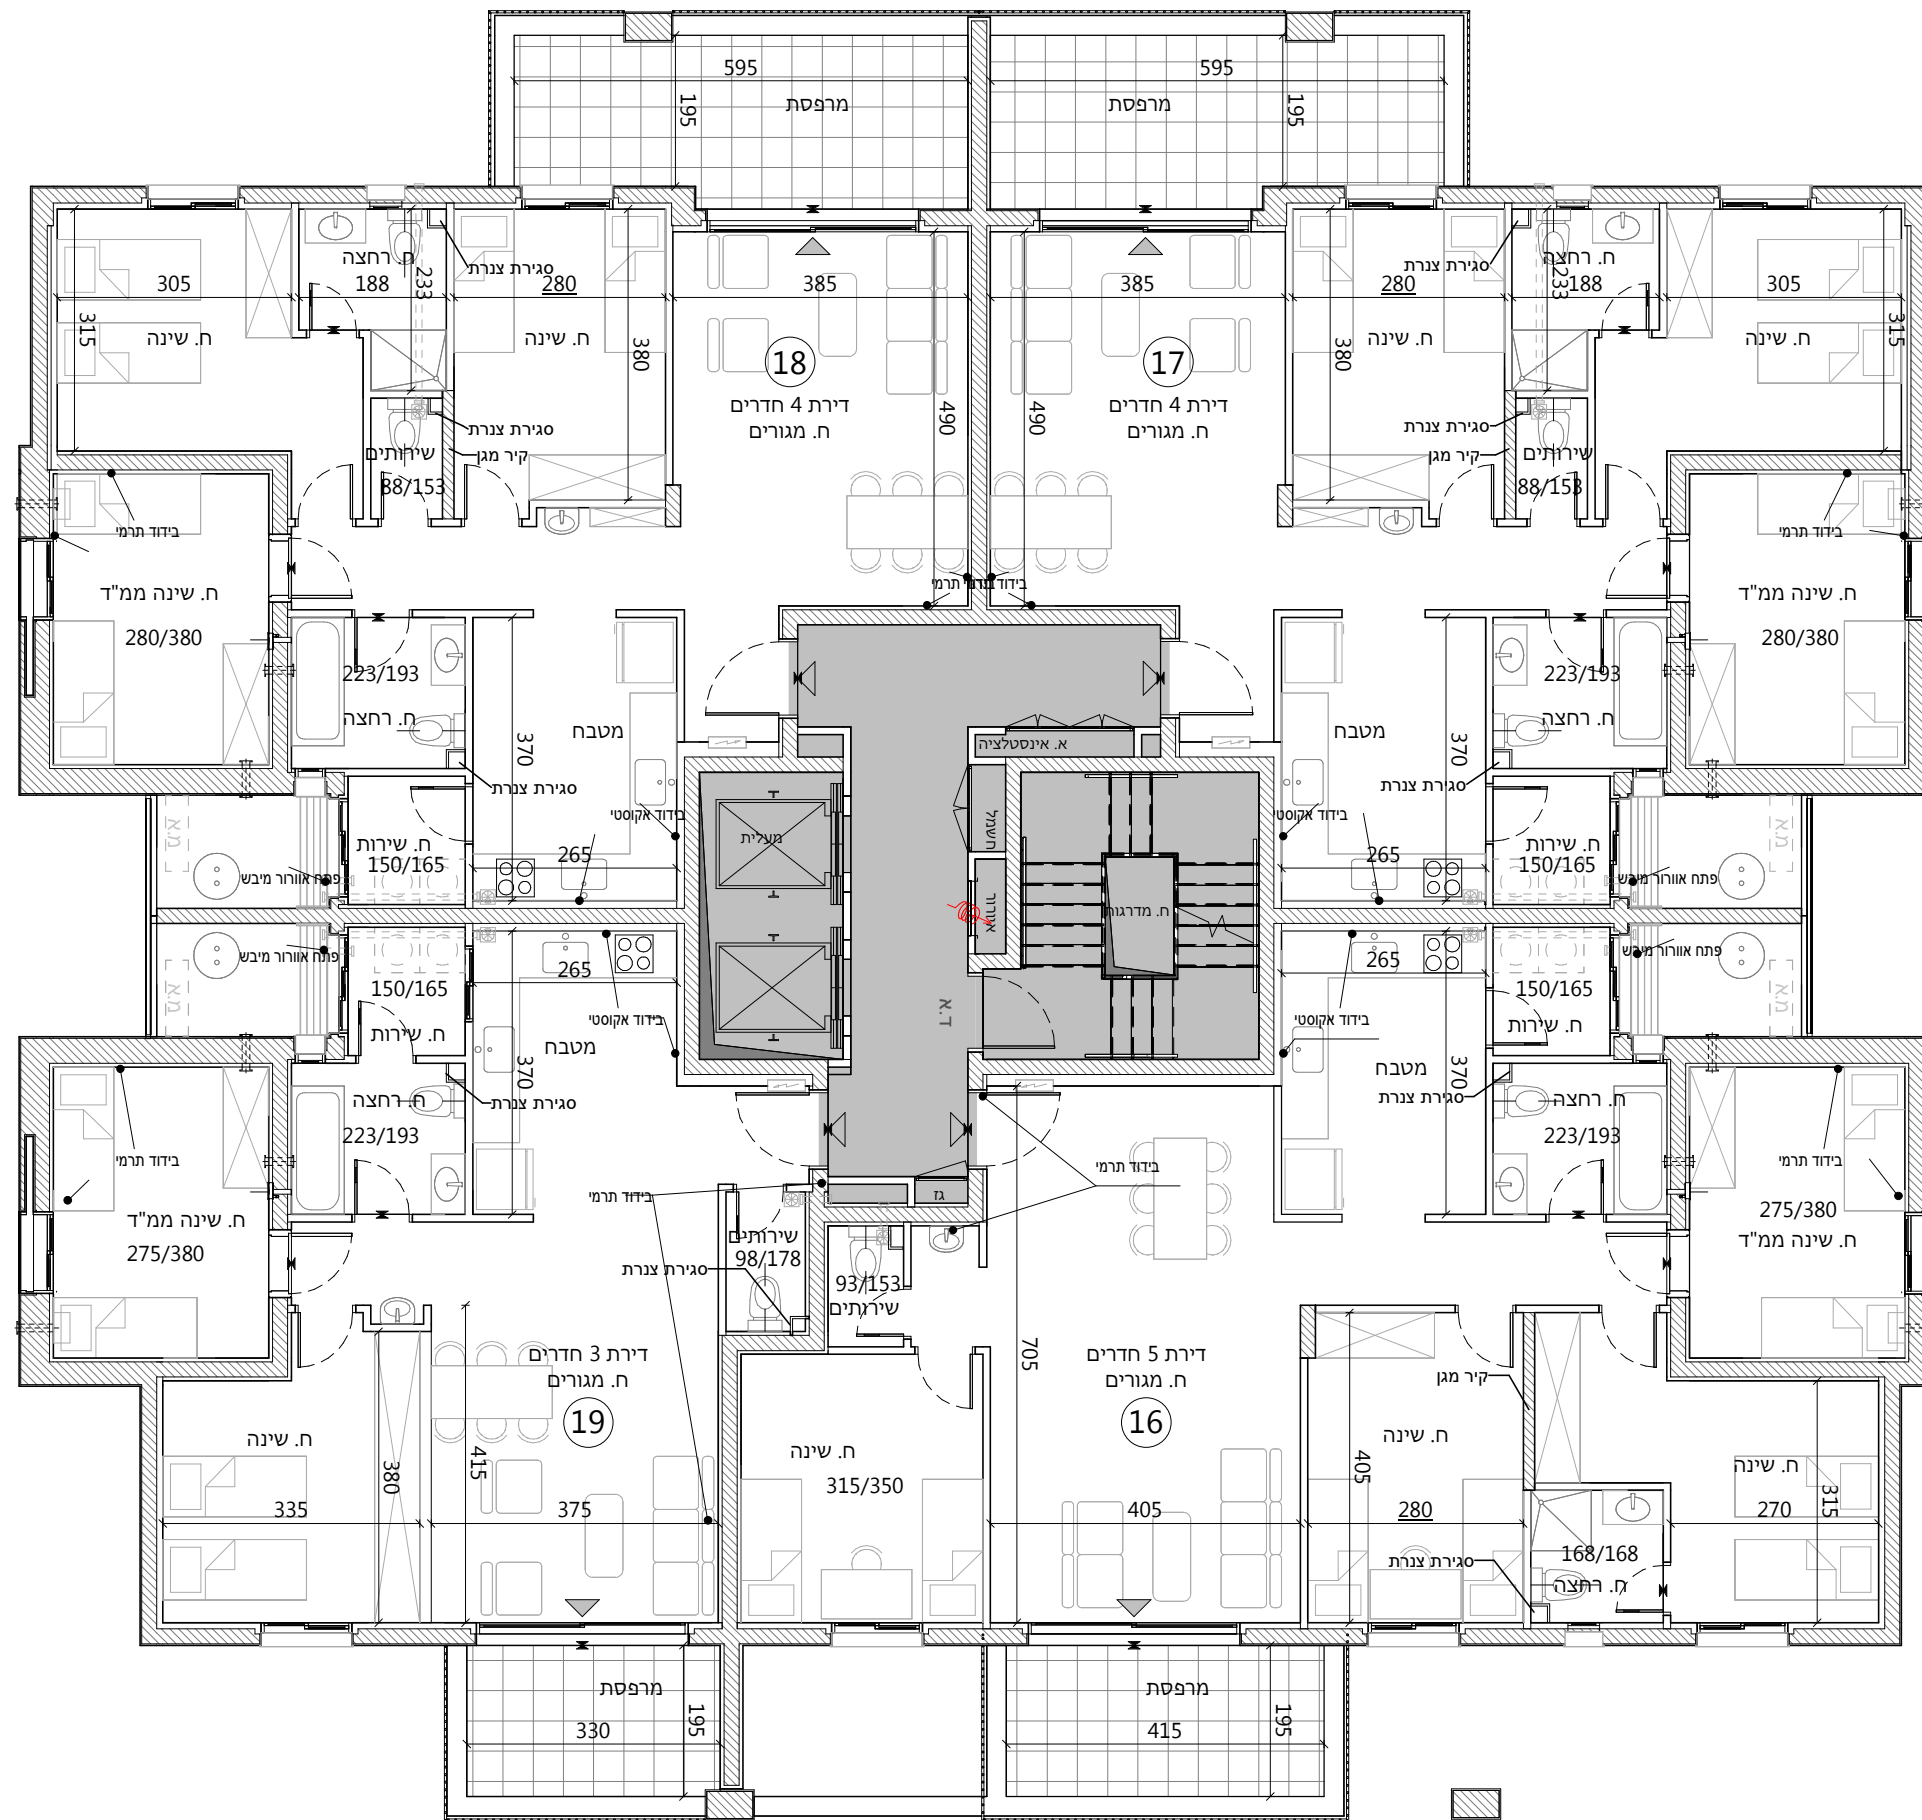 595
595
מרפסת
מרפסת
195
195
ח. רחצה
188
233
סגירת צנרת
280
385
385
280
סגירת צנרת
ח. רחצה
188
233
305
315
ח. שינה
ח. שינה
380
18
17
ח. שינה
380
305
315
ח. שינה
דירת 4 חדרים
ח. מגורים
490
דירת 4 חדרים
ח. מגורים
490
סגירת צנרת
קיר מגן
שירותים
88/153
סגירת צנרת
קיר מגן
שירותים
88/153
בידוד תרמי
בידוד תרמי
ח. שינה ממ"ד
280/380
בידוד תרמי
ח. שינה ממ"ד
280/380
223/193
ח. רחצה
מטבח
370
א. אינסטלציה
מטבח
370
223/193
ח. רחצה
סגירת צנרת
סגירת צנרת
בידוד אקוסטי
בידוד אקוסטי
מעלית
חשמל
מ.א
ח. שירות
150/165
265
265
ח. שירות
150/165
מ.א
פתח אוורור מיבש
פתח אוורור מיבש
אוורור
ח. מדרגות
פתח אוורור מיבש
פתח אוורור מיבש
מ.א
150/165
ח. שירות
265
265
150/165
ח. שירות
מ.א
בידוד אקוסטי
א.ד
בידוד אקוסטי
מטבח
370
מטבח
370
ח. רחצה
223/193
סגירת צנרת
סגירת צנרת
ח. רחצה
223/193
בידוד תרמי
בידוד תרמי
בידוד תרמי
בידוד תרמי
גז
ח. שינה ממ"ד
275/380
275/380
ח. שינה ממ"ד
שירותים
98/178
סגירת צנרת
93/153
שירותים
דירת 3 חדרים
ח. מגורים
19
705
דירת 5 חדרים
ח. מגורים
16
קיר מגן
ח. שינה
380
415
ח. שינה
315/350
ח. שינה
405
ח. שינה
315
335
375
405
280
270
168/168
ח. רחצה
סגירת צנרת
מרפסת
330
195
מרפסת
415
195